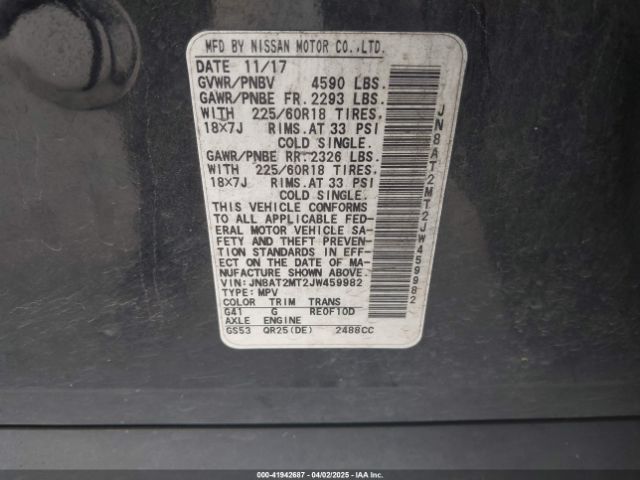 MFD BY NISSAN MOTOR CO.,LTD.
DATE 11/17
GVWR/PNBV 4590 LBS.
GAWR/PNBE FR. 2293 LBS.
WITH 225/60R18 TIRES.
18X7J RIMS.AT 33 PSI
COLD SINGLE.
GAWR/PNBE RR. 2326 LBS.
WITH 225/60R18 TIRES.
18X7J RIMS.AT 33 PSI
COLD SINGLE.
THIS VEHICLE CONFORMS
TO ALL APPLICABLE FED-
ERAL MOTOR VEHICLE SA-
FETY AND THEFT PREVEN-
TION STANDARDS IN EFF-
ECT ON THE DATE OF MA-
NUFACTURE SHOWN ABOVE.
VIN: JN8AT2MT2JW459982
TYPE: MPV
COLOR TRIM TRANS
G41 G RE0F10D
AXLE ENGINE
GS53 QR25(DE) 2488CC
JN8AT2MT2JW459982
000-41942687 - 04/02/2025 - IAAI.com